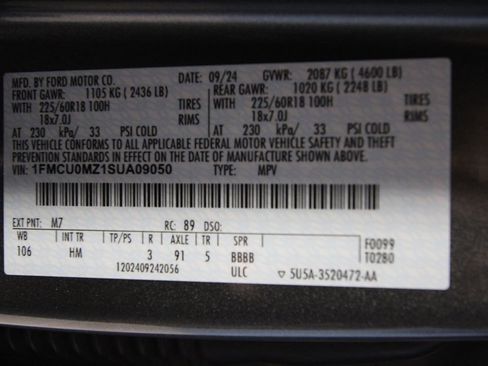 MFD. BY FORD MOTOR CO. DATE: 09/24 GVWR: 2087 KG ( 4600 LB)
FRONT GAWR: 1105 KG ( 2436 LB) REAR GAWR: 1020 KG ( 2248 LB)
WITH 225/60R18 100H TIRES WITH 225/60R18 100H TIRES
18x7.0J RIMS 18x7.0J RIMS
AT 230 kPa/ 33 PSI COLD AT 230 kPa/ 33 PSI COLD
THIS VEHICLE CONFORMS TO ALL APPLICABLE FEDERAL MOTOR VEHICLE
SAFETY AND THEFT PREVENTION STANDARDS IN EFFECT ON THE DATE OF MANUFACTURE SHOWN ABOVE.
VIN: 1FMCU0MZ1SUA09050 TYPE: MPV
EXT PNT: M7 RC: 89 DSO:
WB INT TR TP/PS R AXLE TR SPR F0099
106 HM 3 91 5 BBBB T0280
1202409242056 ULC ▽ 5U5A-3520472-AA